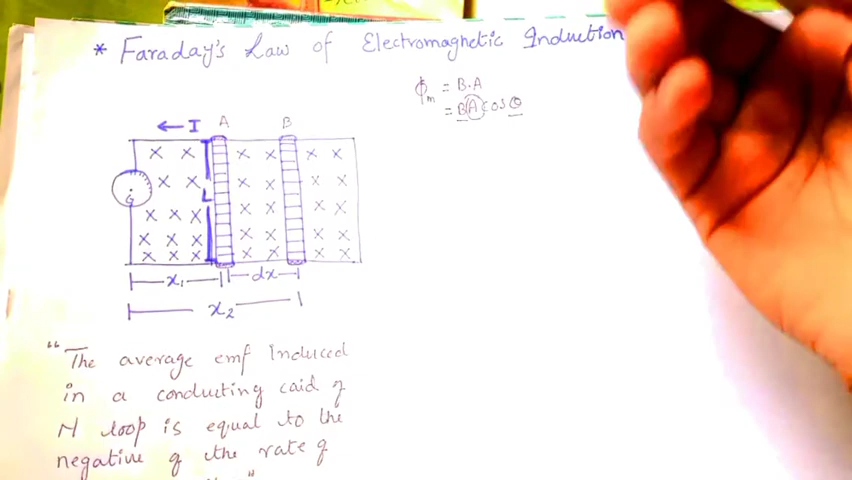 * Faraday's Law of Electromagnetic Induction
Φm = B.A
= BA cos θ
← I A B
G
L
x₁ dx
x₂
"The average emf Induced
in a conducting coid of
N loop is equal to the
negative of the rate of